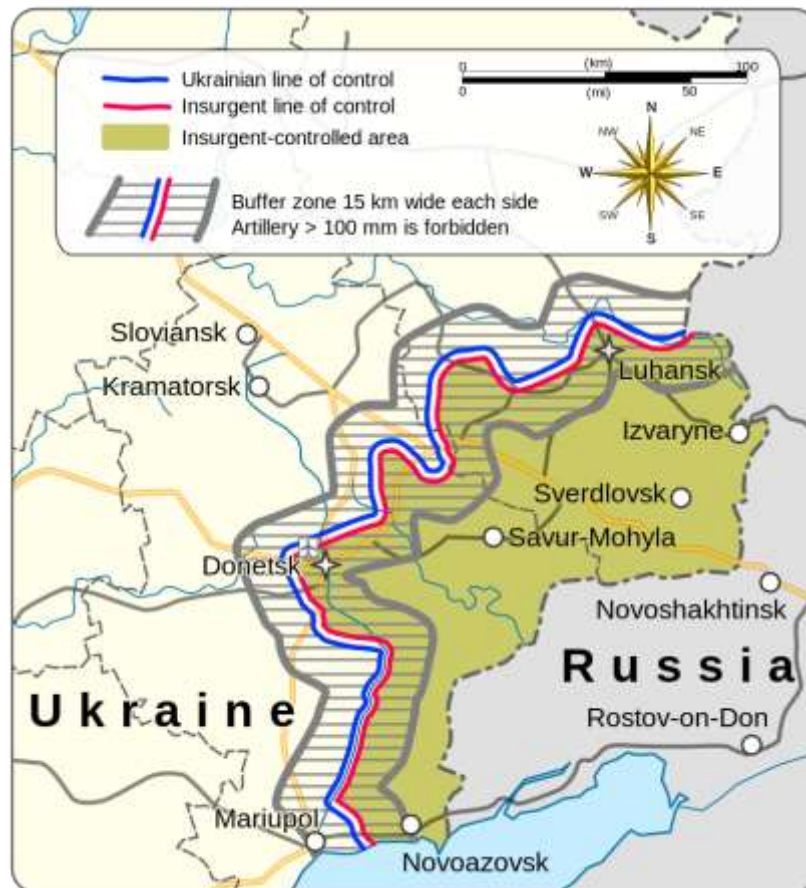 Ukrainian line of control
Insurgent line of control
Insurgent-controlled area
Buffer zone 15 km wide each side
Artillery > 100 mm is forbidden
0 (km) 100
0 (mi) 50
N
NW NE
W E
SW SE
S
Sloviansk
Kramatorsk
Luhansk
Izvaryne
Sverdlovsk
Savur-Mohyla
Donetsk
Novoshakhtinsk
Russia
Ukraine
Rostov-on-Don
Mariupol
Novoazovsk